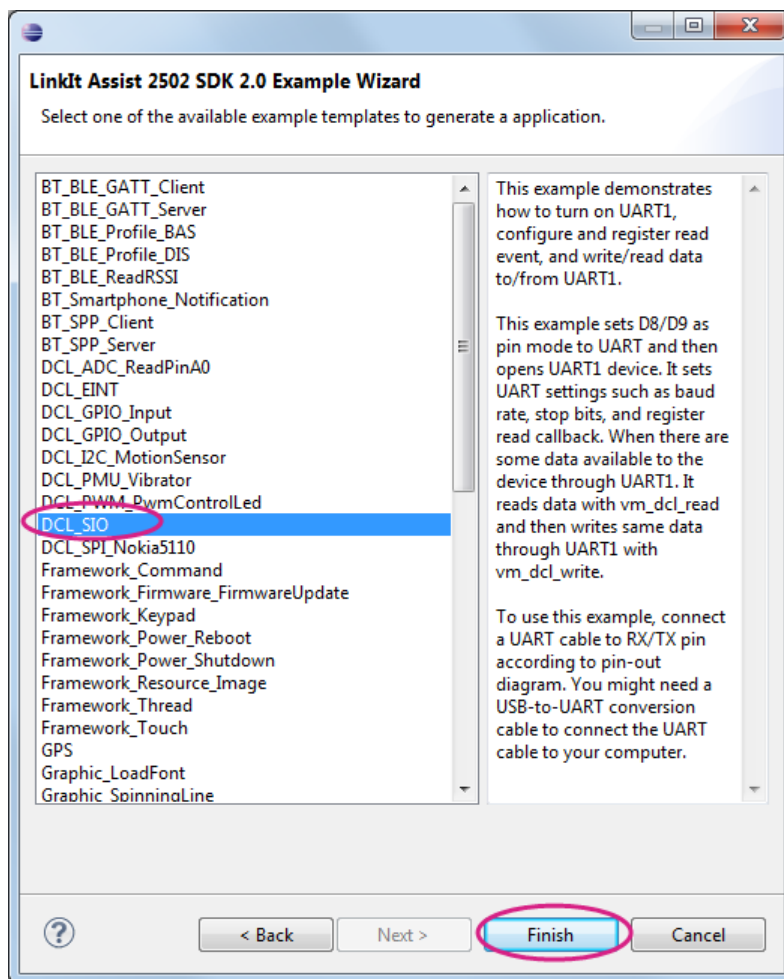 LinkIt Assist 2502 SDK 2.0 Example Wizard
Select one of the available example templates to generate a application.
BT_BLE_GATT_Client
BT_BLE_GATT_Server
BT_BLE_Profile_BAS
BT_BLE_Profile_DIS
BT_BLE_ReadRSSI
BT_Smartphone_Notification
BT_SPP_Client
BT_SPP_Server
DCL_ADC_ReadPinA0
DCL_EINT
DCL_GPIO_Input
DCL_GPIO_Output
DCL_I2C_MotionSensor
DCL_PMU_Vibrator
DCL_PWM_PwmControlLed
DCL_SIO
DCL_SPI_Nokia5110
Framework_Command
Framework_Firmware_FirmwareUpdate
Framework_Keypad
Framework_Power_Reboot
Framework_Power_Shutdown
Framework_Resource_Image
Framework_Thread
Framework_Touch
GPS
Graphic_LoadFont
Graphic_SpinningLine
This example demonstrates
how to turn on UART1,
configure and register read
event, and write/read data
to/from UART1.
This example sets D8/D9 as
pin mode to UART and then
opens UART1 device. It sets
UART settings such as baud
rate, stop bits, and register
read callback. When there are
some data available to the
device through UART1. It
reads data with vm_dcl_read
and then writes same data
through UART1 with
vm_dcl_write.
To use this example, connect
a UART cable to RX/TX pin
according to pin-out
diagram. You might need a
USB-to-UART conversion
cable to connect the UART
cable to your computer.
?
< Back
Next >
Finish
Cancel